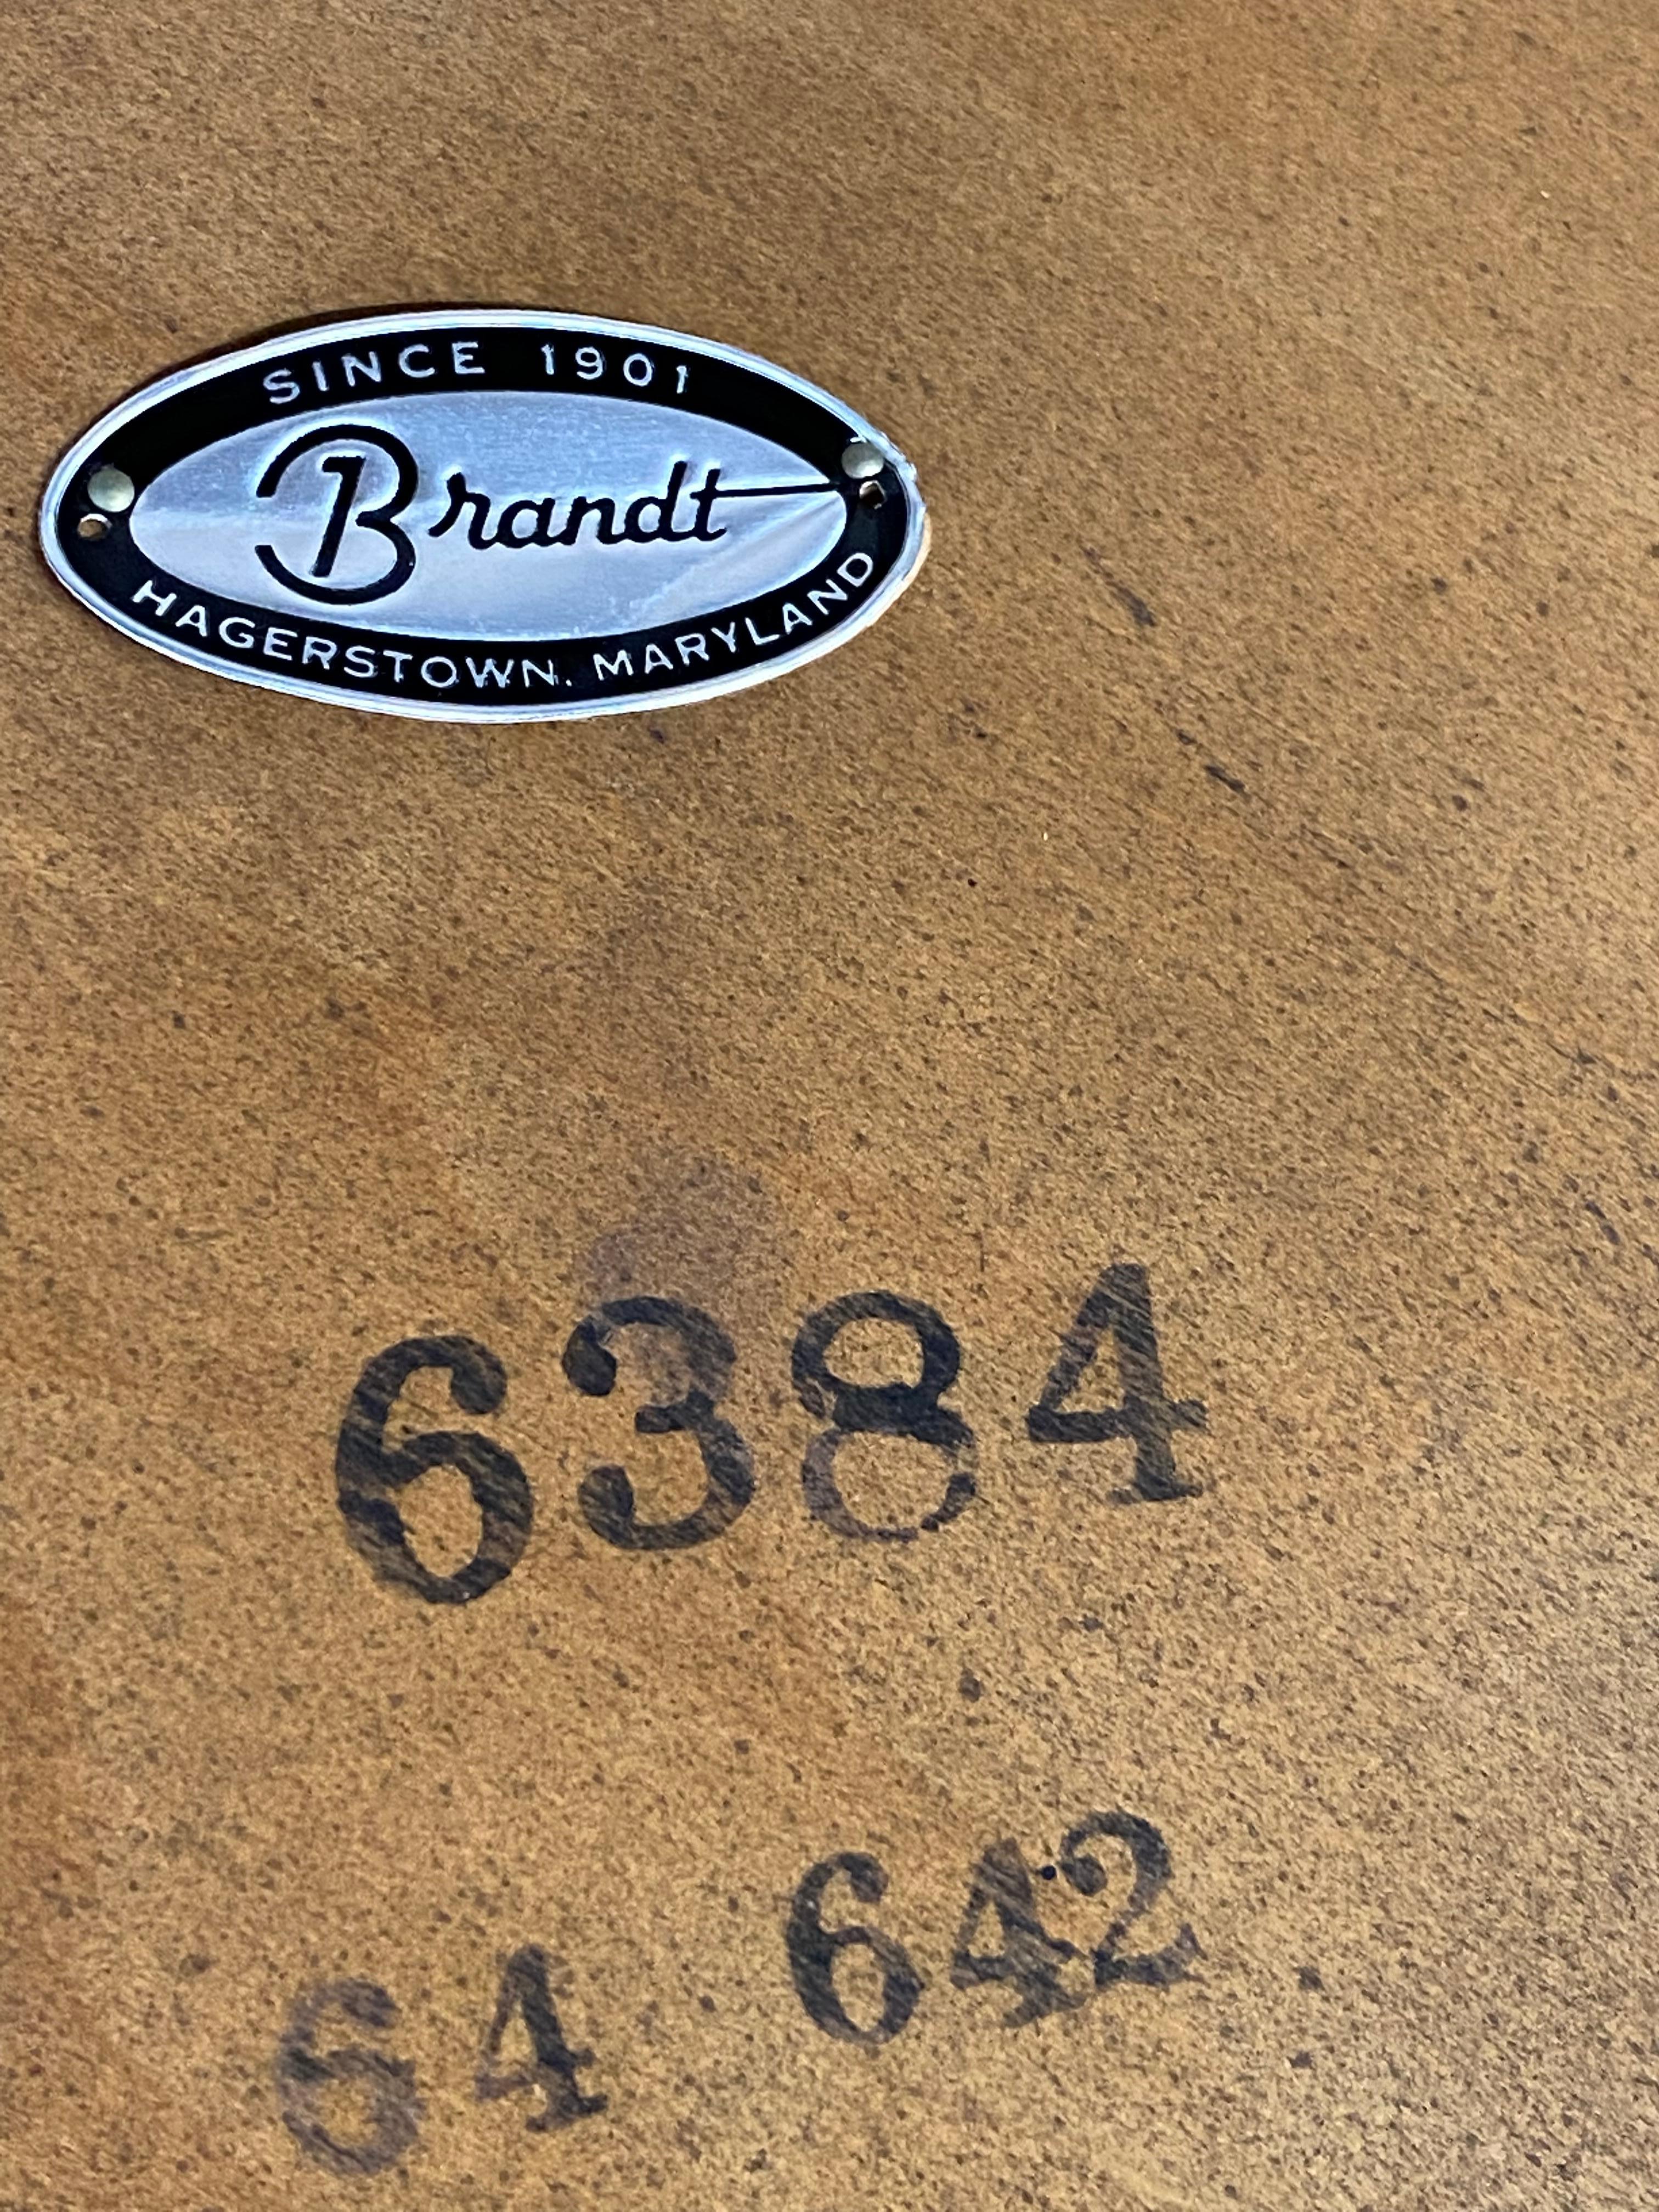 SINCE 1901
Brandt
HAGERSTOWN. MARYLAND
6384
64 642